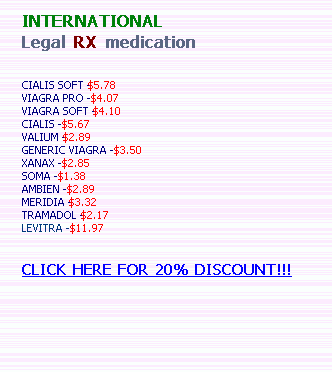 INTERNATIONAL
Legal RX medication
CIALIS SOFT $5.78
VIAGRA PRO -$4.07
VIAGRA SOFT $4.10
CIALIS -$5.67
VALIUM $2.89
GENERIC VIAGRA -$3.50
XANAX -$2.85
SOMA -$1.38
AMBIEN -$2.89
MERIDIA $3.32
TRAMADOL $2.17
LEVITRA -$11.97
CLICK HERE FOR 20% DISCOUNT!!!